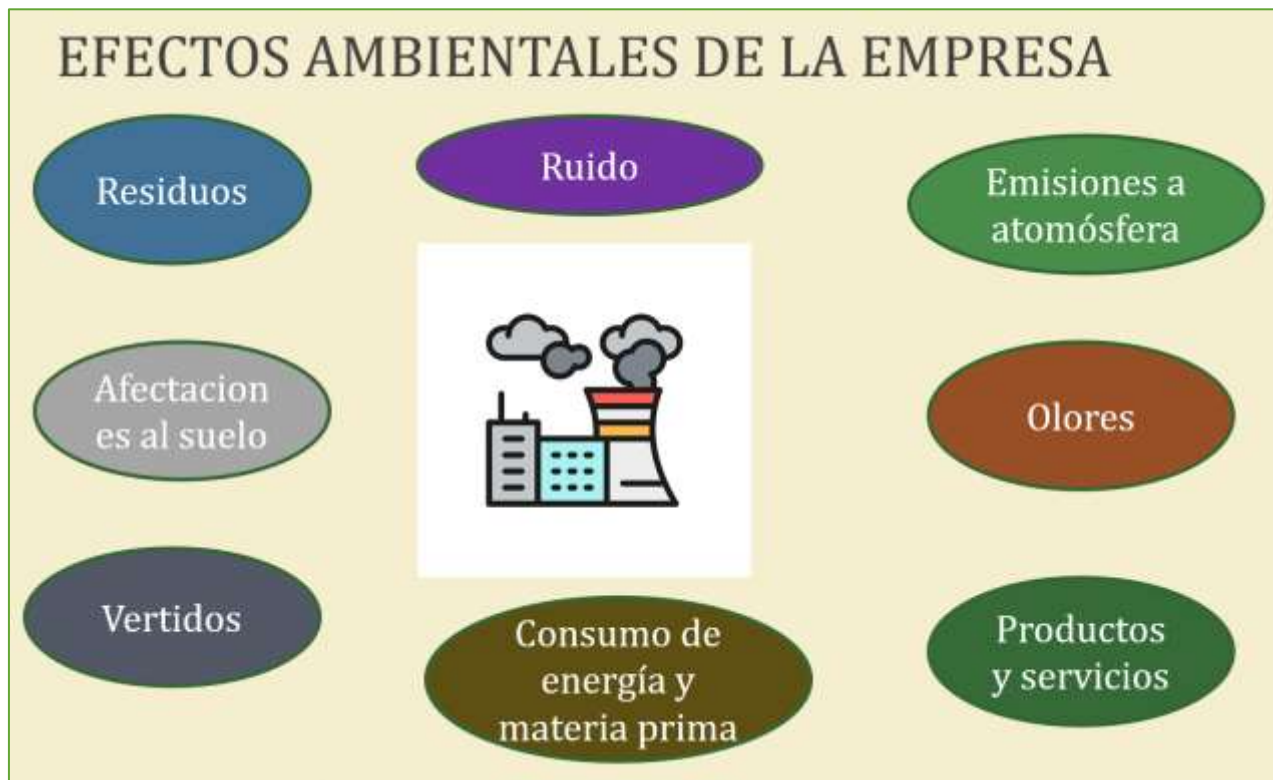 EFECTOS AMBIENTALES DE LA EMPRESA
Residuos
Ruido
Emisiones a
atomósfera
Afectacion
es al suelo
Olores
Vertidos
Consumo de
energía y
materia prima
Productos
y servicios